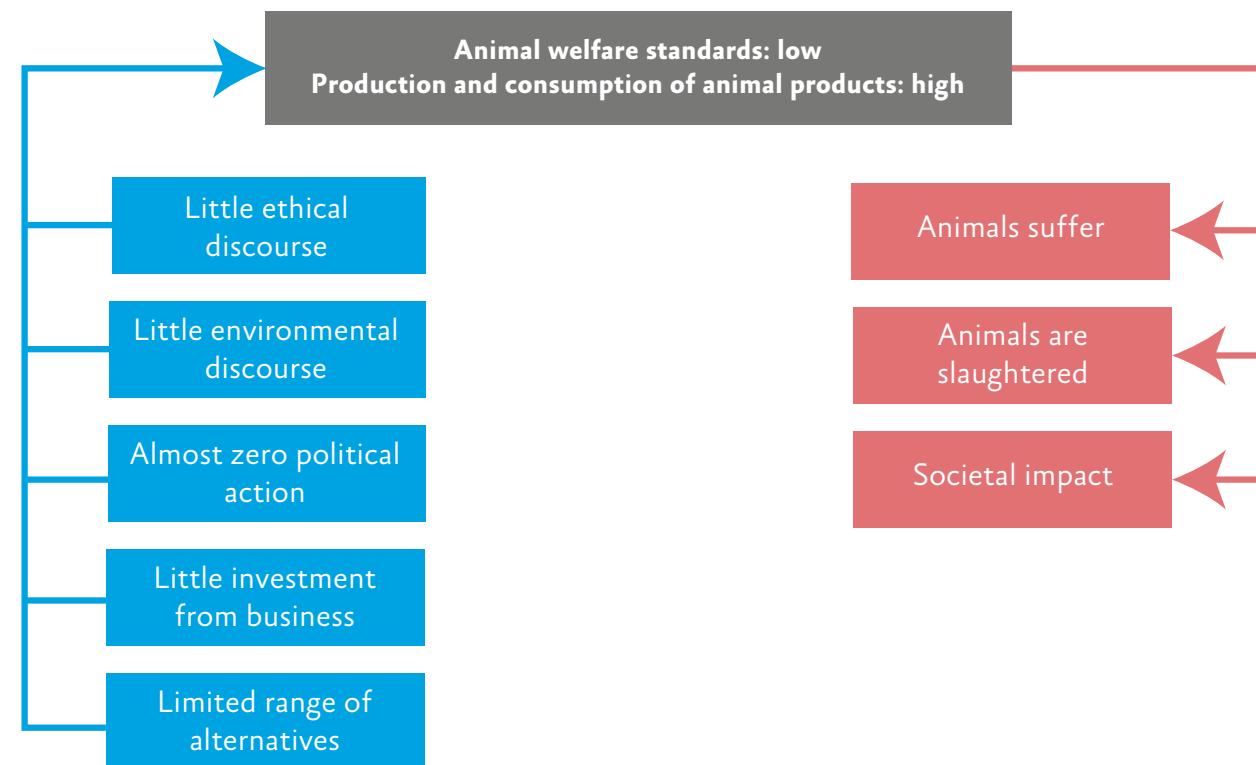 Animal welfare standards: low
Production and consumption of animal products: high
Little ethical
discourse
Little environmental
discourse
Almost zero political
action
Little investment
from business
Limited range of
alternatives
Animals suffer
Animals are
slaughtered
Societal impact